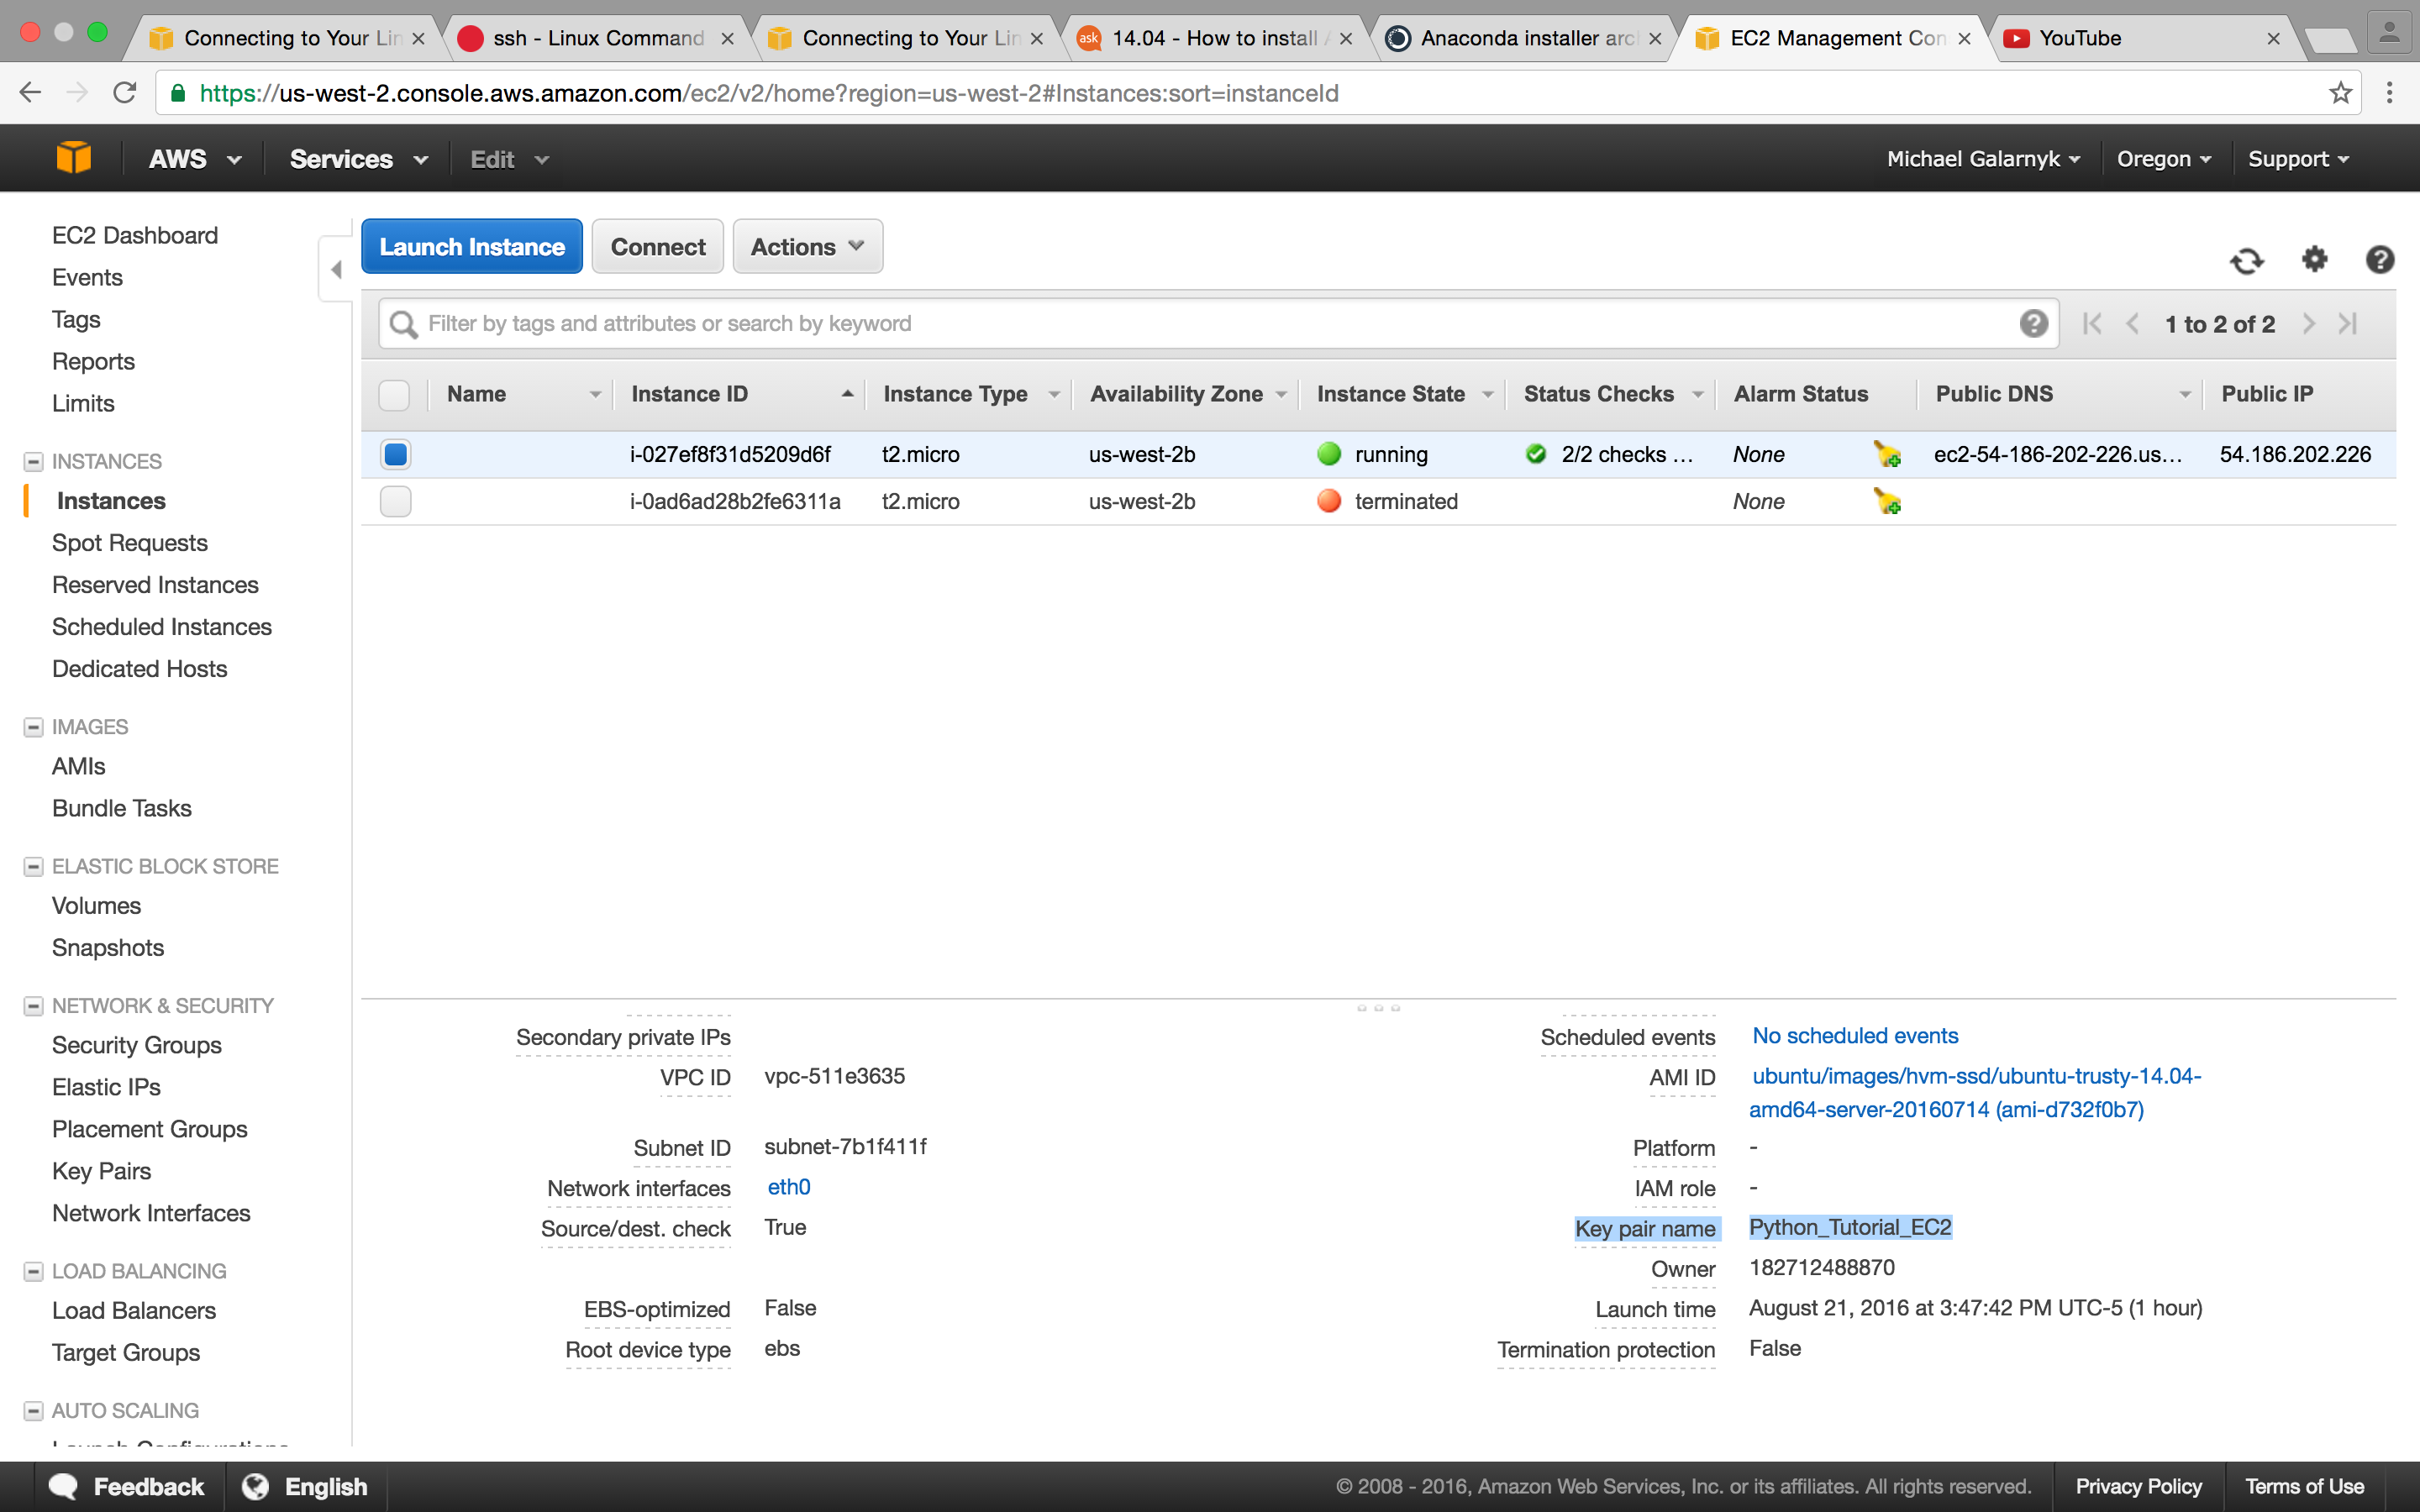 Connecting to Your Lin
ssh - Linux Command
Connecting to Your Lin
ask
14.04 - How to install A
Anaconda installer arc
EC2 Management Con
YouTube
https://us-west-2.console.aws.amazon.com/ec2/v2/home?region=us-west-2#Instances:sort=instanceId
AWS
Services
Edit
Michael Galarnyk
Oregon
Support
EC2 Dashboard
Events
Tags
Reports
Limits
INSTANCES
Instances
Spot Requests
Reserved Instances
Scheduled Instances
Dedicated Hosts
IMAGES
AMIs
Bundle Tasks
ELASTIC BLOCK STORE
Volumes
Snapshots
NETWORK & SECURITY
Security Groups
Elastic IPs
Placement Groups
Key Pairs
Network Interfaces
LOAD BALANCING
Load Balancers
Target Groups
AUTO SCALING
Launch Configurations
Launch Instance
Connect
Actions
Filter by tags and attributes or search by keyword
1 to 2 of 2
Name Instance ID Instance Type Availability Zone Instance State Status Checks Alarm Status Public DNS Public IP
i-027ef8f31d5209d6f t2.micro us-west-2b running 2/2 checks ... None ec2-54-186-202-226.us... 54.186.202.226
i-0ad6ad28b2fe6311a t2.micro us-west-2b terminated None
Secondary private IPs
VPC ID vpc-511e3635
Subnet ID subnet-7b1f411f
Network interfaces eth0
Source/dest. check True
EBS-optimized False
Root device type ebs
Scheduled events No scheduled events
AMI ID ubuntu/images/hvm-ssd/ubuntu-trusty-14.04-
amd64-server-20160714 (ami-d732f0b7)
Platform -
IAM role -
Key pair name Python_Tutorial_EC2
Owner 182712488870
Launch time August 21, 2016 at 3:47:42 PM UTC-5 (1 hour)
Termination protection False
Feedback
English
© 2008 - 2016, Amazon Web Services, Inc. or its affiliates. All rights reserved.
Privacy Policy
Terms of Use